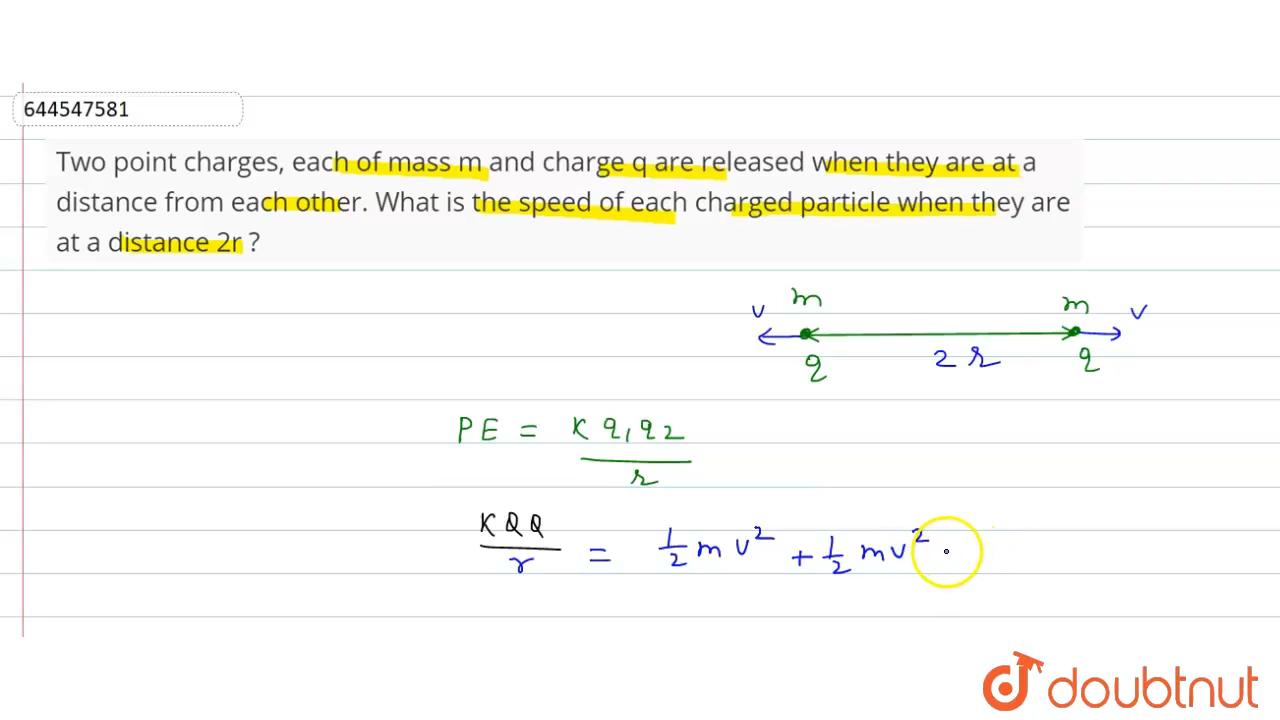 644547581
Two point charges, each of mass m and charge q are released when they are at a
distance from each other. What is the speed of each charged particle when they are
at a distance 2r ?
m m
v v
2 r
q q
PE = K q1 q2
r
K Q Q = 1/2 m v² + 1/2 m v²
r
doubtnut